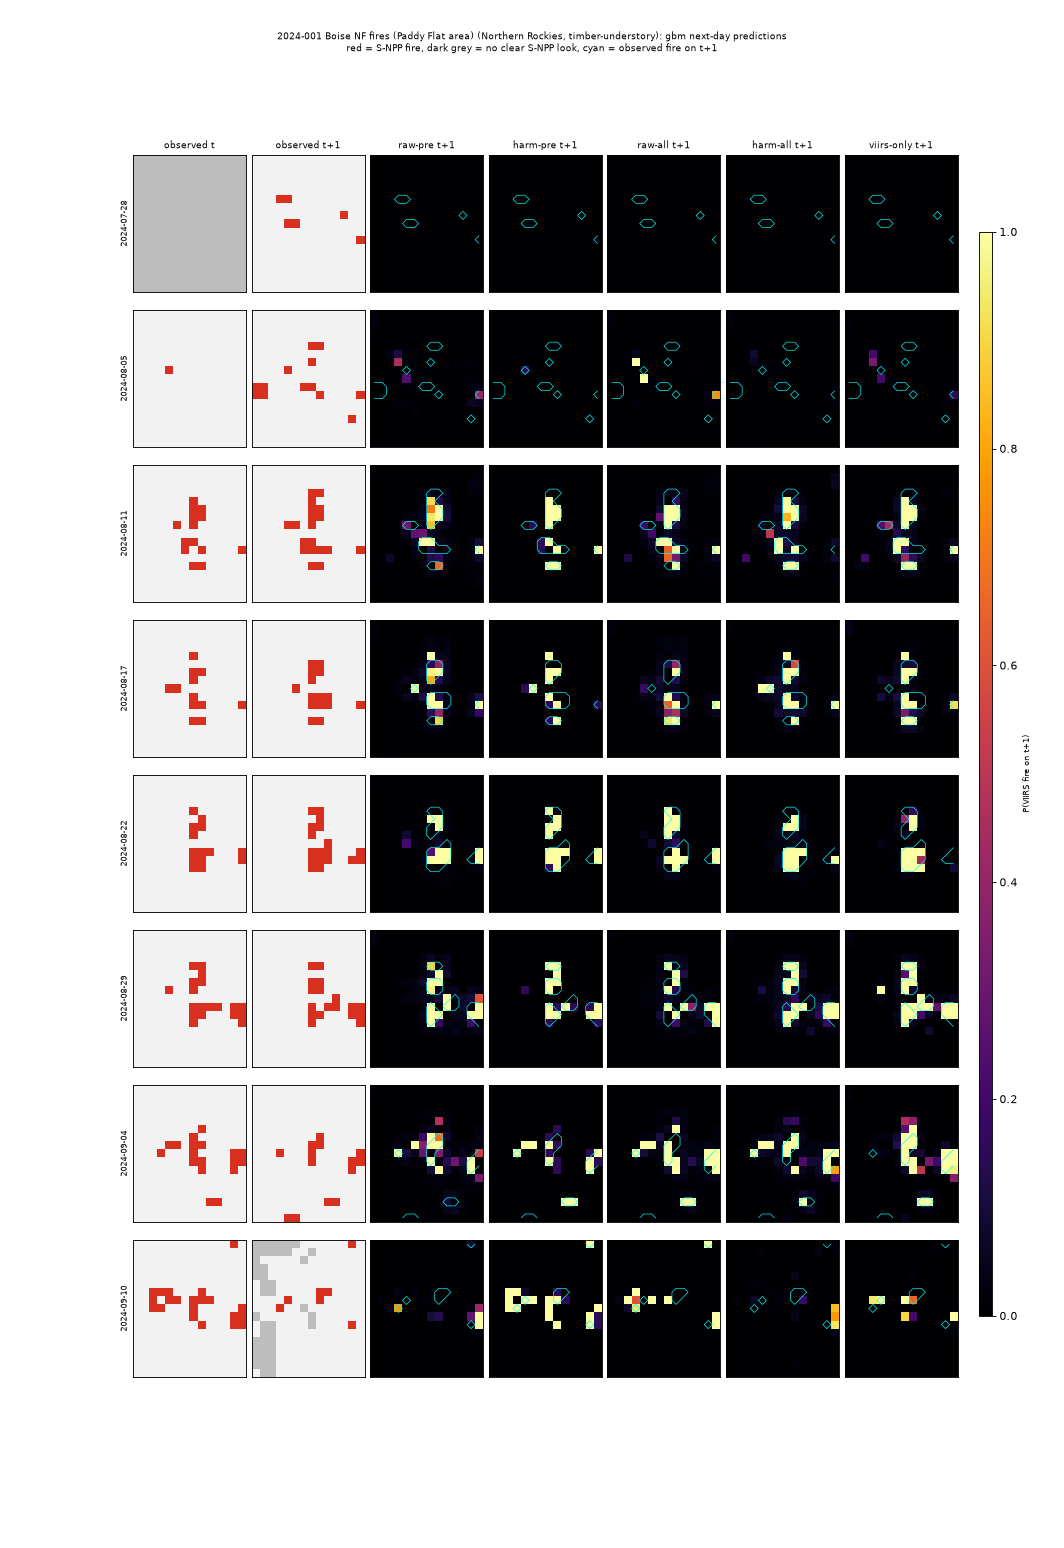 2024-001 Boise NF fires (Paddy Flat area) (Northern Rockies, timber-understory): gbm next-day predictions
red = S-NPP fire, dark grey = no clear S-NPP look, cyan = observed fire on t+1
observed t
observed t+1
raw-pre t+1
harm-pre t+1
raw-all t+1
harm-all t+1
viirs-only t+1
2024-07-28
2024-08-05
2024-08-11
2024-08-17
2024-08-22
2024-08-29
2024-09-04
2024-09-10
1.0
0.8
0.6
0.4
0.2
0.0
P(VIIRS fire on t+1)